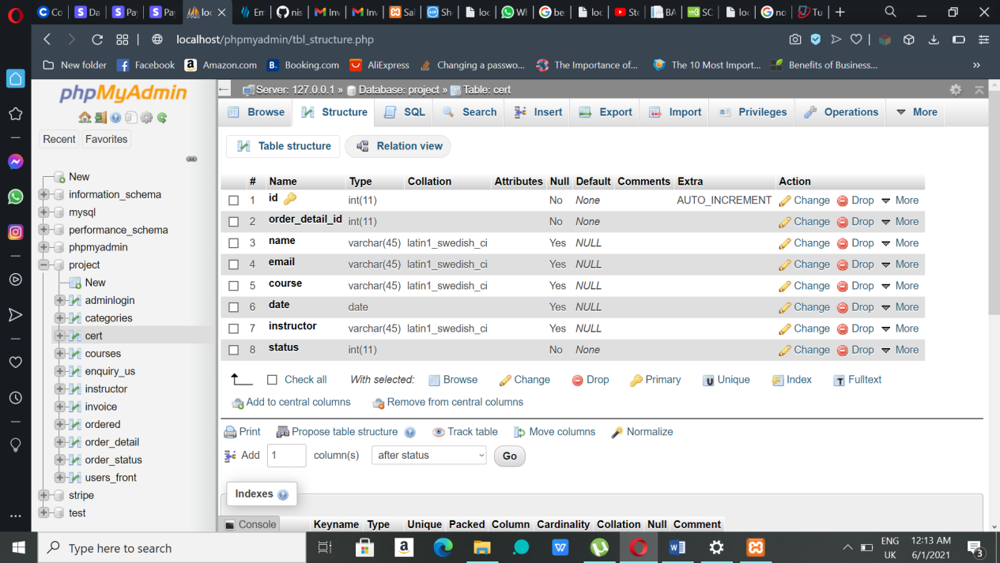 Co Da Pay Pay loc En nis Inv Inv Sal Sho loc Wh be loc Ste BA SC loc no Tu
localhost/phpmyadmin/tbl_structure.php
New folder Facebook Amazon.com Booking.com AliExpress Changing a passwo... The Importance of... The 10 Most Import... Benefits of Business... »
phpMyAdmin
Recent Favorites
New
information_schema
mysql
performance_schema
phpmyadmin
project
New
adminlogin
categories
cert
courses
enquiry_us
instructor
invoice
ordered
order_detail
order_status
users_front
stripe
test
Server: 127.0.0.1 » Database: project » Table: cert
Browse Structure SQL Search Insert Export Import Privileges Operations More
Table structure Relation view
# Name Type Collation Attributes Null Default Comments Extra Action
1 id int(11) No None AUTO_INCREMENT Change Drop More
2 order_detail_id int(11) No None Change Drop More
3 name varchar(45) latin1_swedish_ci Yes NULL Change Drop More
4 email varchar(45) latin1_swedish_ci Yes NULL Change Drop More
5 course varchar(45) latin1_swedish_ci Yes NULL Change Drop More
6 date date Yes NULL Change Drop More
7 instructor varchar(45) latin1_swedish_ci Yes NULL Change Drop More
8 status int(11) No None Change Drop More
Check all With selected: Browse Change Drop Primary Unique Index Fulltext
Add to central columns Remove from central columns
Print Propose table structure Track table Move columns Normalize
Add 1 column(s) after status Go
Indexes
Console Keyname Type Unique Packed Column Cardinality Collation Null Comment
Type here to search
ENG
UK
12:13 AM
6/1/2021
3